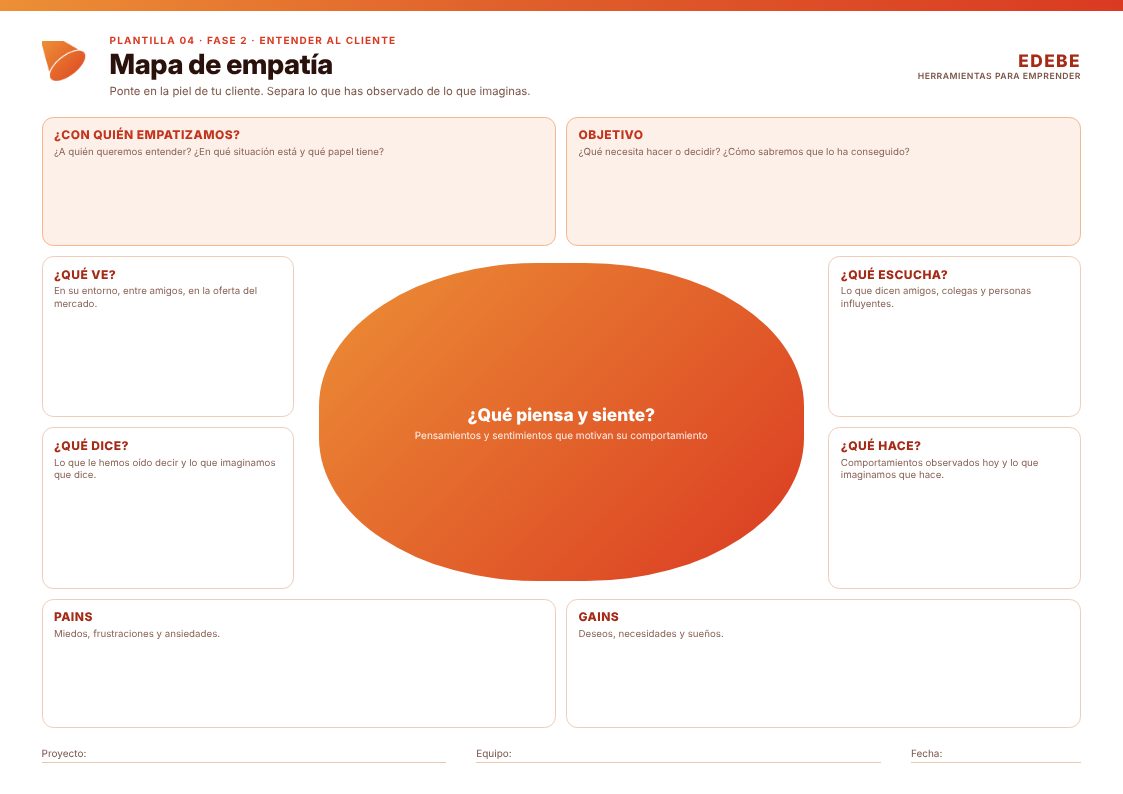 PLANTILLA 04 · FASE 2 · ENTENDER AL CLIENTE
Mapa de empatía
Ponte en la piel de tu cliente. Separa lo que has observado de lo que imaginas.
EDEBE
HERRAMIENTAS PARA EMPRENDER
¿CON QUIÉN EMPATIZAMOS?
¿A quién queremos entender? ¿En qué situación está y qué papel tiene?
OBJETIVO
¿Qué necesita hacer o decidir? ¿Cómo sabremos que lo ha conseguido?
¿QUÉ VE?
En su entorno, entre amigos, en la oferta del
mercado.
¿Qué piensa y siente?
Pensamientos y sentimientos que motivan su comportamiento
¿QUÉ ESCUCHA?
Lo que dicen amigos, colegas y personas
influyentes.
¿QUÉ DICE?
Lo que le hemos oído decir y lo que imaginamos
que dice.
¿QUÉ HACE?
Comportamientos observados hoy y lo que
imaginamos que hace.
PAINS
Miedos, frustraciones y ansiedades.
GAINS
Deseos, necesidades y sueños.
Proyecto:
Equipo:
Fecha: